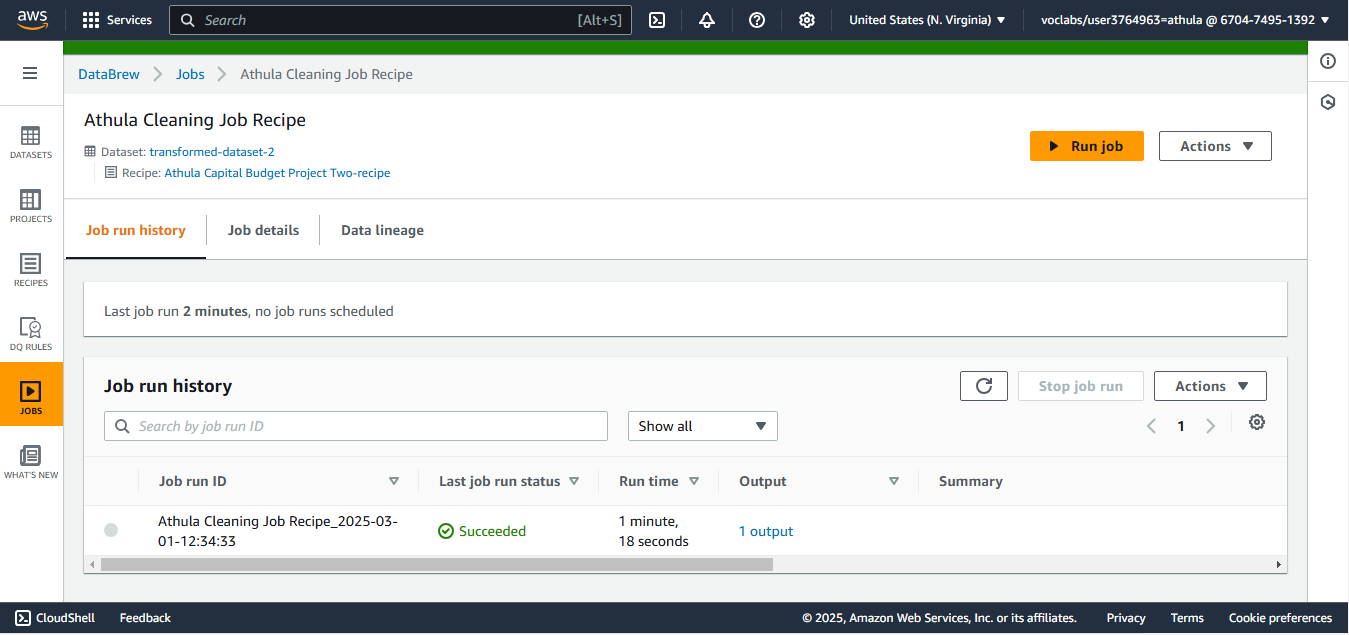 aws
Services
Search
[Alt+S]
United States (N. Virginia)
voclabs/user3764963=athula @ 6704-7495-1392
DataBrew
Jobs
Athula Cleaning Job Recipe
DATASETS
PROJECTS
RECIPES
DQ RULES
JOBS
WHAT'S NEW
Athula Cleaning Job Recipe
Dataset: transformed-dataset-2
Recipe: Athula Capital Budget Project Two-recipe
Run job
Actions
Job run history
Job details
Data lineage
Last job run 2 minutes, no job runs scheduled
Job run history
Stop job run
Actions
Search by job run ID
Show all
1
Job run ID
Last job run status
Run time
Output
Summary
Athula Cleaning Job Recipe_2025-03-
01-12:34:33
Succeeded
1 minute,
18 seconds
1 output
CloudShell
Feedback
© 2025, Amazon Web Services, Inc. or its affiliates.
Privacy
Terms
Cookie preferences